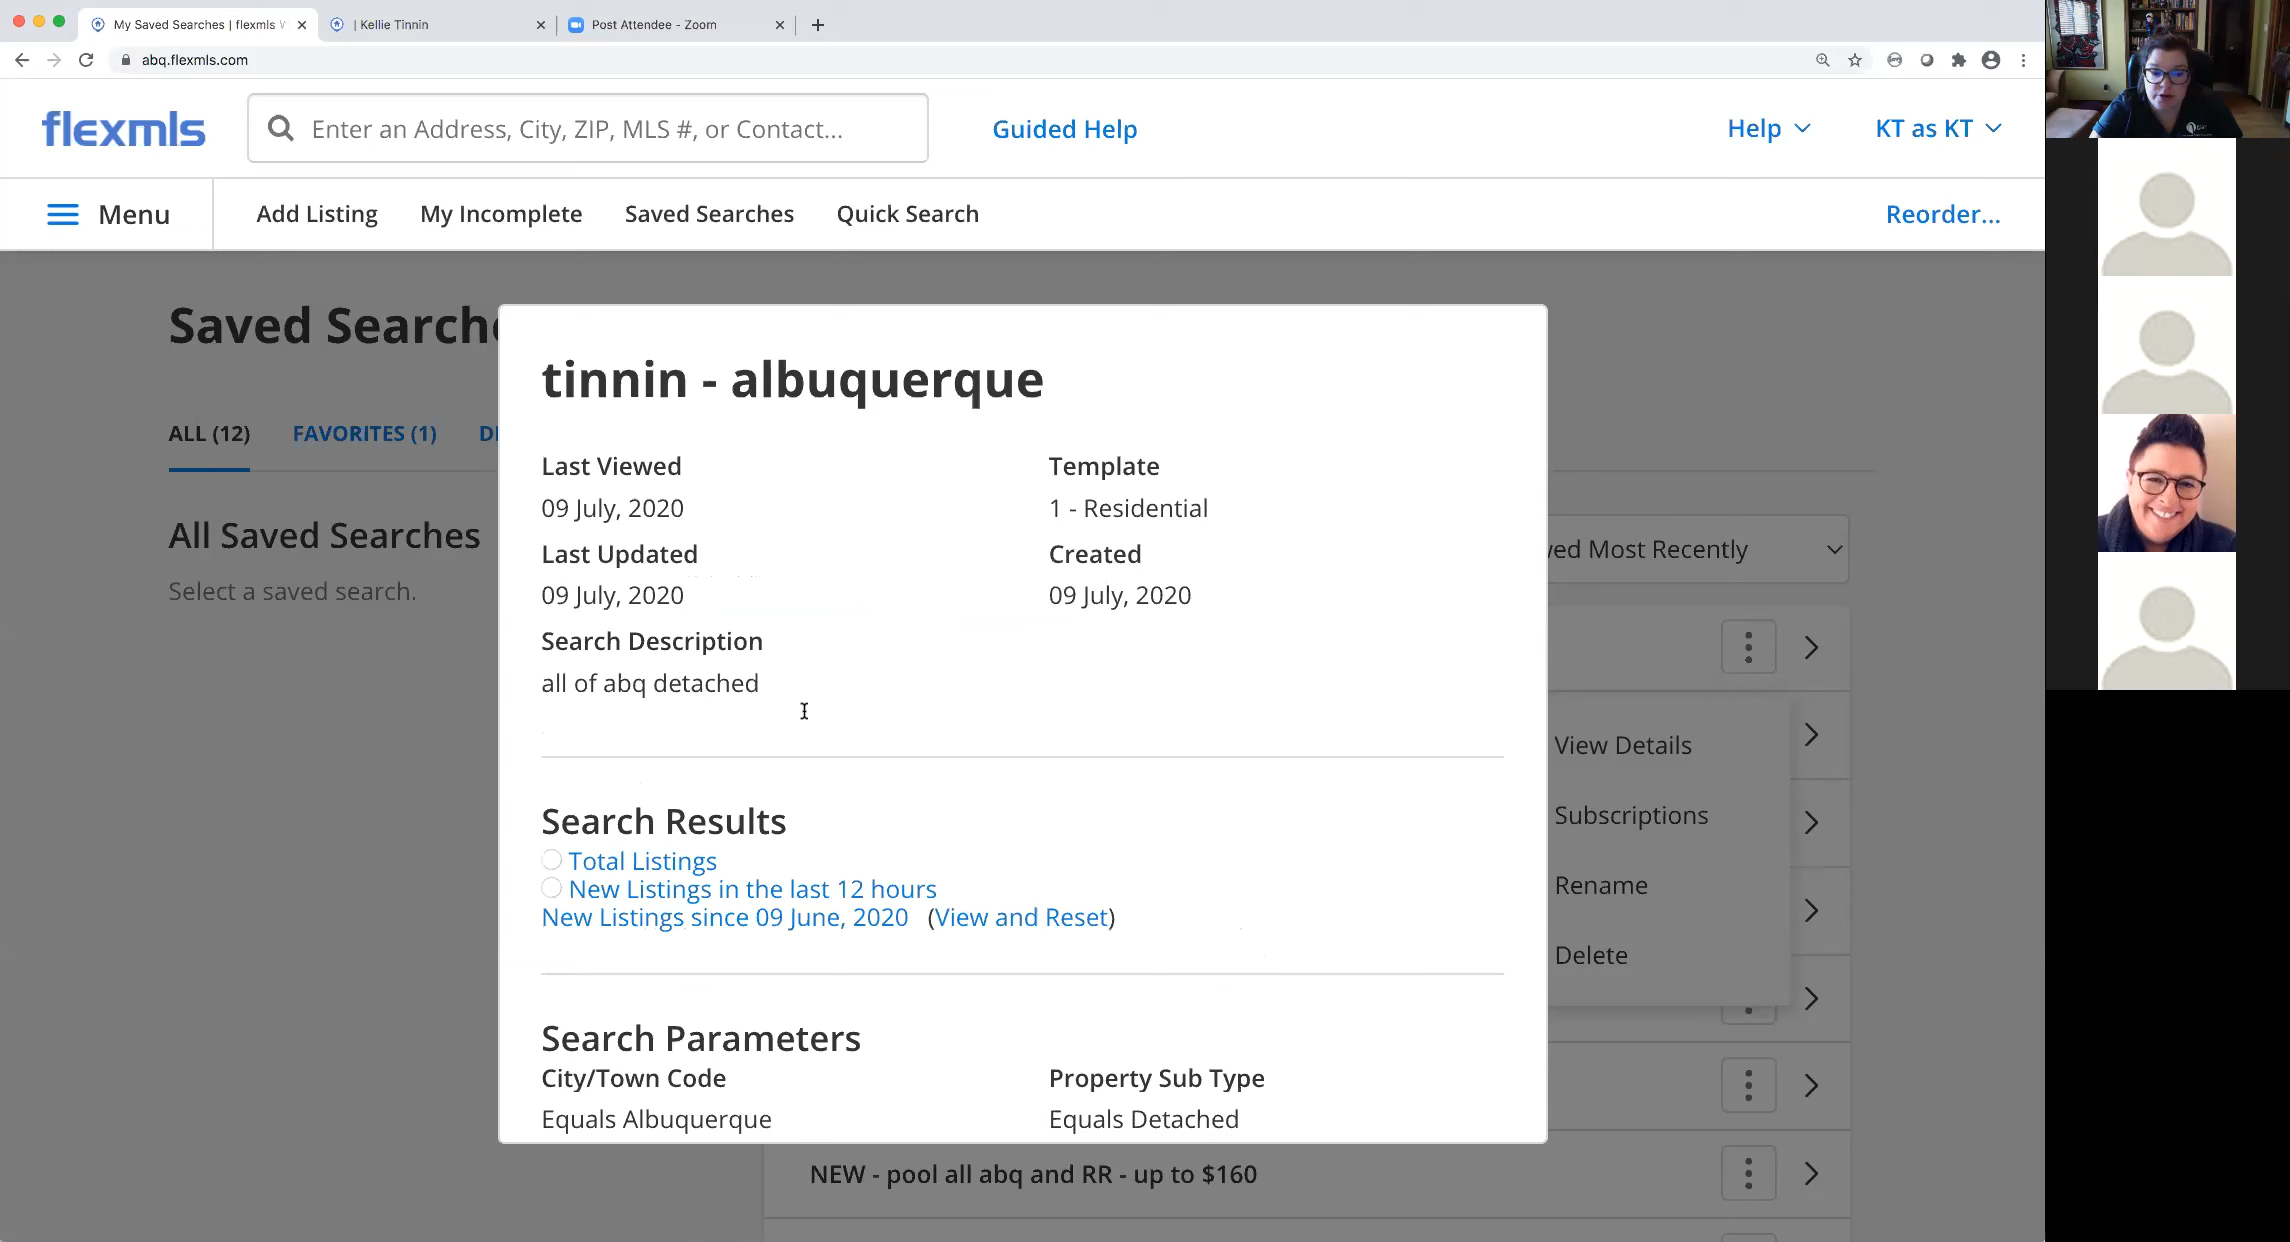 My Saved Searches | flexmls
| Kellie Tinnin
Post Attendee - Zoom
abq.flexmls.com
flexmls
Enter an Address, City, ZIP, MLS #, or Contact...
Guided Help
Help
KT as KT
Menu
Add Listing
My Incomplete
Saved Searches
Quick Search
Reorder...
Saved Searche
ALL (12)
FAVORITES (1)
All Saved Searches
Select a saved search.
tinnin - albuquerque
Last Viewed
09 July, 2020
Template
1 - Residential
Last Updated
09 July, 2020
Created
09 July, 2020
Search Description
all of abq detached
Search Results
Total Listings
New Listings in the last 12 hours
New Listings since 09 June, 2020 (View and Reset)
Search Parameters
City/Town Code
Equals Albuquerque
Property Sub Type
Equals Detached
ed Most Recently
View Details
Subscriptions
Rename
Delete
NEW - pool all abq and RR - up to $160